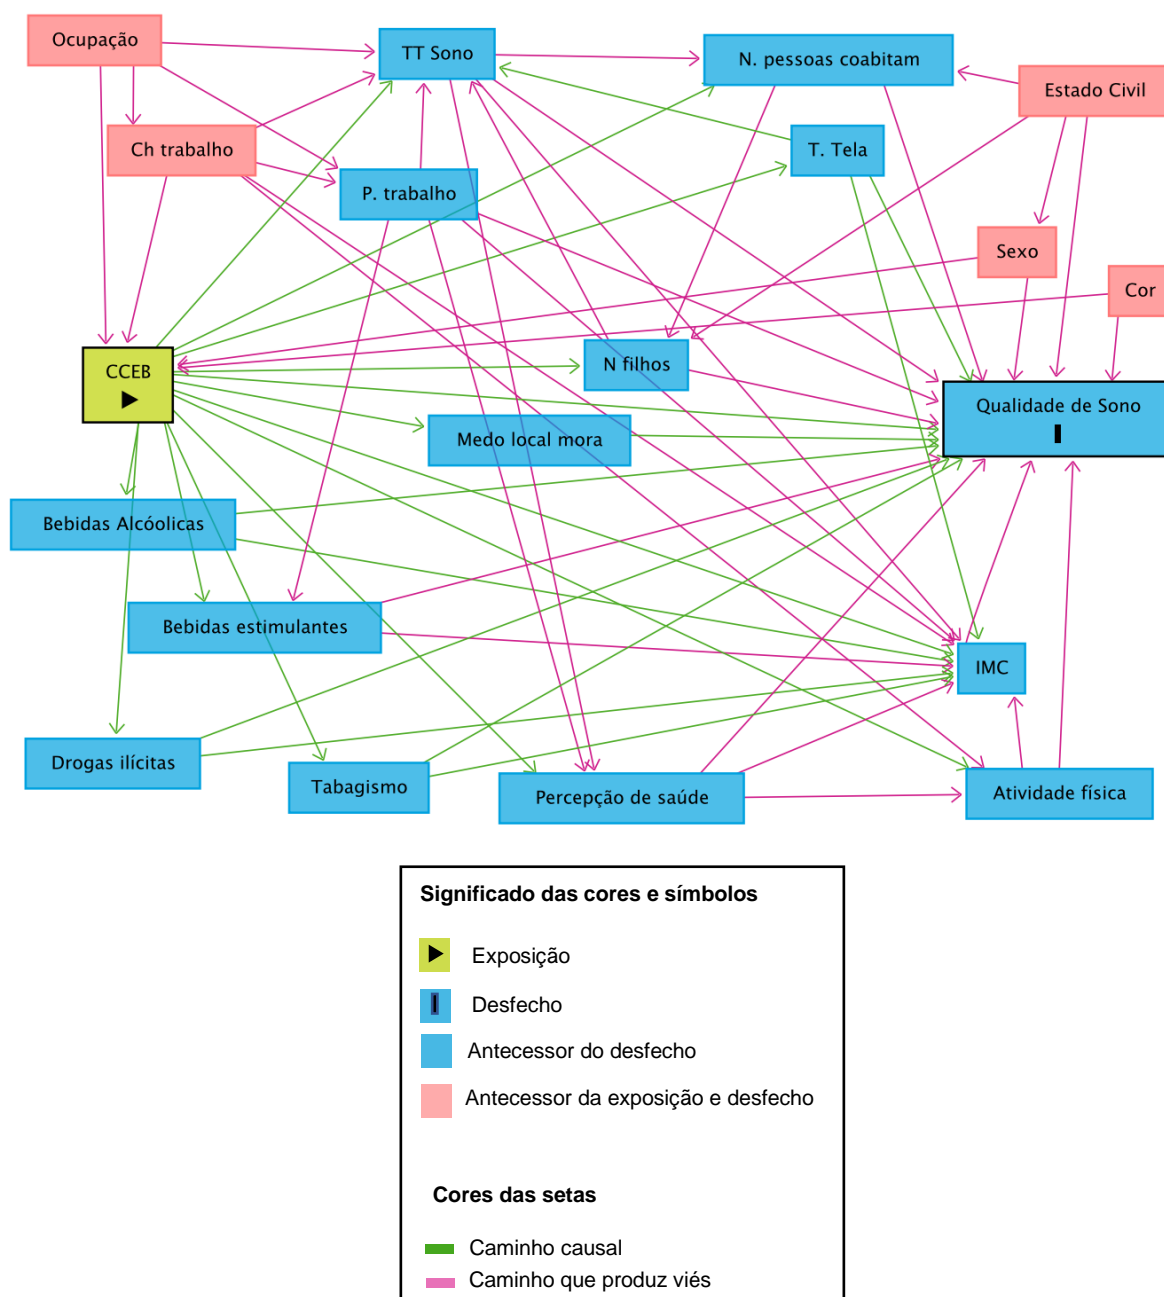 Ocupação
TT Sono
N. pessoas coabitam
Estado Civil
Ch trabalho
T. Tela
P. trabalho
Sexo
Cor
CCEB
N filhos
Qualidade de Sono
Medo local mora
Bebidas Alcóolicas
Bebidas estimulantes
IMC
Drogas ilícitas
Tabagismo
Percepção de saúde
Atividade física
Significado das cores e símbolos
Exposição
Desfecho
Antecessor do desfecho
Antecessor da exposição e desfecho
Cores das setas
Caminho causal
Caminho que produz viés